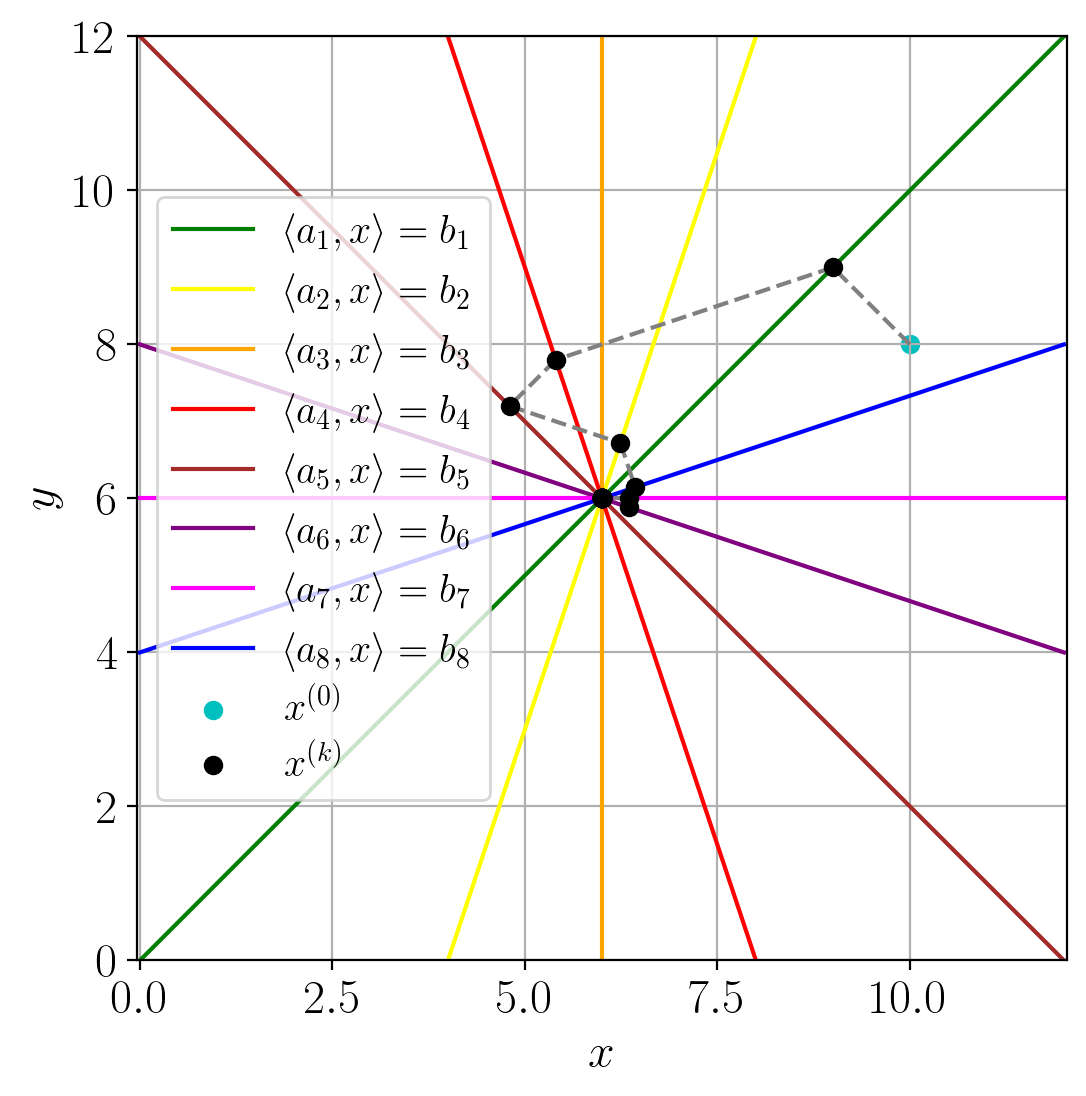 12
10
8
6
4
2
0
y
⟨a₁, x⟩ = b₁
⟨a₂, x⟩ = b₂
⟨a₃, x⟩ = b₃
⟨a₄, x⟩ = b₄
⟨a₅, x⟩ = b₅
⟨a₆, x⟩ = b₆
⟨a₇, x⟩ = b₇
⟨a₈, x⟩ = b₈
x⁽⁰⁾
x⁽ᵏ⁾
0.0 2.5 5.0 7.5 10.0
x